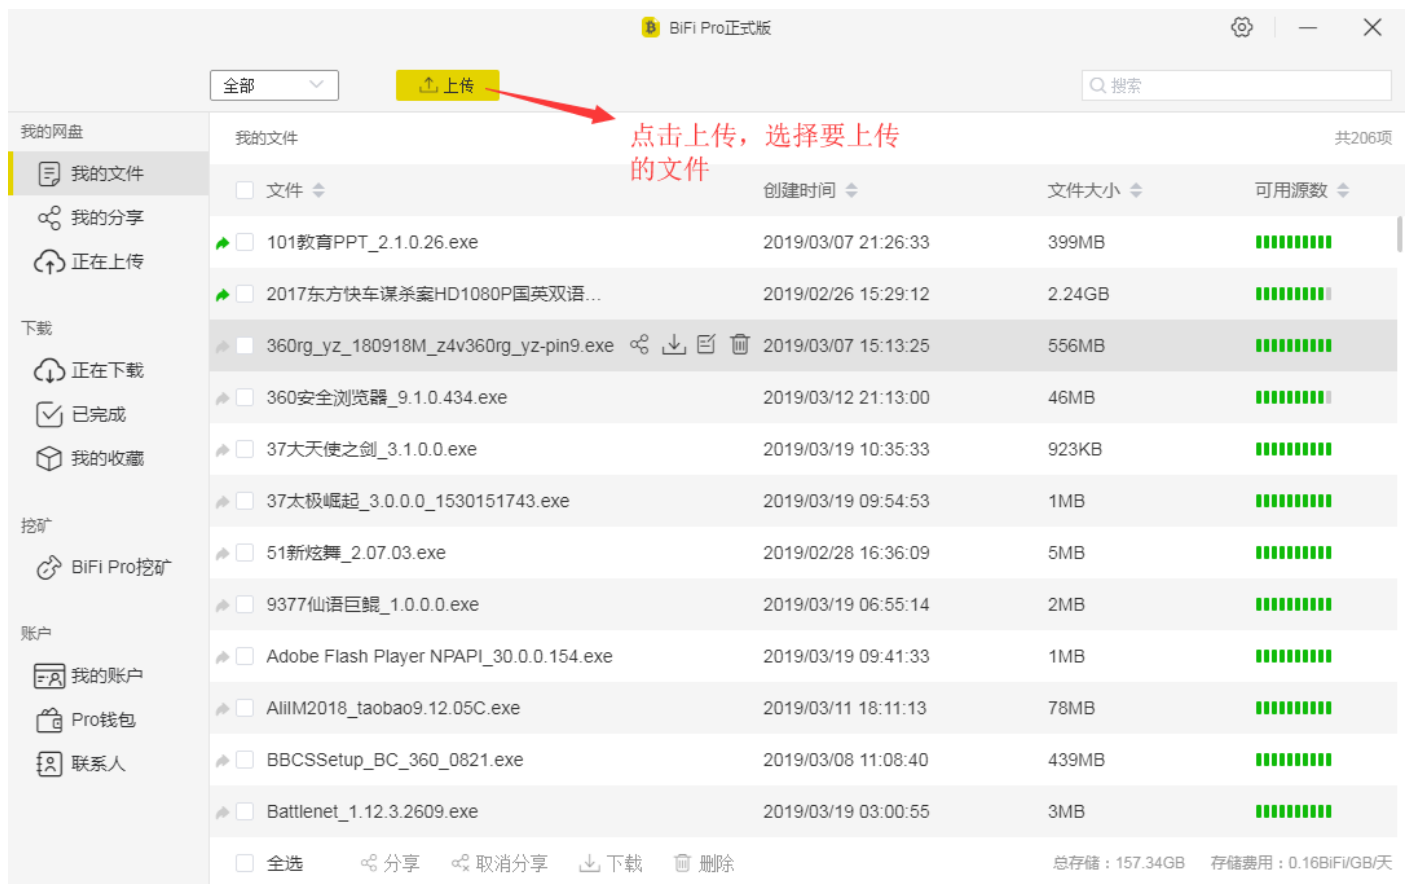 BiFi Pro正式版
全部
上传
搜索
点击上传，选择要上传
的文件
我的网盘
我的文件
我的分享
正在上传
下载
正在下载
已完成
我的收藏
挖矿
BiFi Pro挖矿
账户
我的账户
Pro钱包
联系人
我的文件 共206项
文件 创建时间 文件大小 可用源数
101教育PPT_2.1.0.26.exe 2019/03/07 21:26:33 399MB
2017东方快车谋杀案HD1080P国英双语... 2019/02/26 15:29:12 2.24GB
360rg_yz_180918M_z4v360rg_yz-pin9.exe 2019/03/07 15:13:25 556MB
360安全浏览器_9.1.0.434.exe 2019/03/12 21:13:00 46MB
37大天使之剑_3.1.0.0.exe 2019/03/19 10:35:33 923KB
37太极崛起_3.0.0.0_1530151743.exe 2019/03/19 09:54:53 1MB
51新炫舞_2.07.03.exe 2019/02/28 16:36:09 5MB
9377仙语巨鲲_1.0.0.0.exe 2019/03/19 06:55:14 2MB
Adobe Flash Player NPAPI_30.0.0.154.exe 2019/03/19 09:41:33 1MB
AliIM2018_taobao9.12.05C.exe 2019/03/11 18:11:13 78MB
BBCSSetup_BC_360_0821.exe 2019/03/08 11:08:40 439MB
Battlenet_1.12.3.2609.exe 2019/03/19 03:00:55 3MB
全选 分享 取消分享 下载 删除 总存储：157.34GB 存储费用：0.16BiFi/GB/天